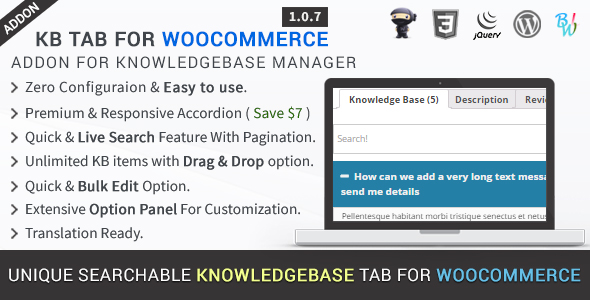 ADDON
1.0.7
KB TAB FOR WOOCOMMERCE
ADDON FOR KNOWLEDGEBASE MANAGER
Zero Configuraion & Easy to use.
Premium & Responsive Accordion ( Save $7 )
Quick & Live Search Feature With Pagination.
Unlimited KB items with Drag & Drop option.
Quick & Bulk Edit Option.
Extensive Option Panel For Customization.
Translation Ready.
jQuery
BW
Knowledge Base (5) Description Revie
Search!
How can we add a very long text messa
send me details
Pellentesque habitant morbi tristique senectus et netus
UNIQUE SEARCHABLE KNOWLEDGEBASE TAB FOR WOOCOMMERCE